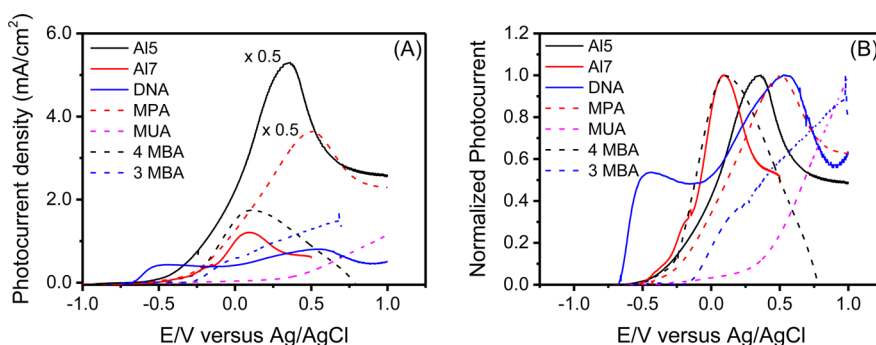 (A)
6.0
4.0
2.0
0.0
Photocurrent density (mA/cm²)
Al5
Al7
DNA
MPA
MUA
4 MBA
3 MBA
x 0.5
x 0.5
-1.0
-0.5
0.0
0.5
1.0
E/V versus Ag/AgCl
(B)
1.0
0.8
0.6
0.4
0.2
0.0
Normalized Photocurrent
Al5
Al7
DNA
MPA
MUA
4 MBA
3 MBA
-1.0
-0.5
0.0
0.5
1.0
E/V versus Ag/AgCl